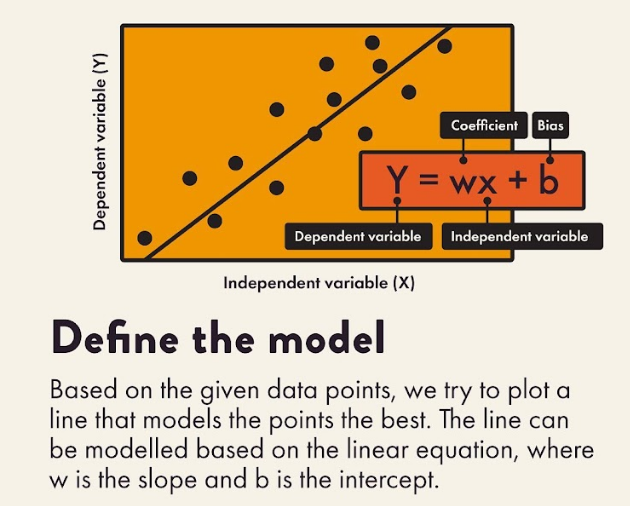 Dependent variable (Y)
Coefficient
Bias
Y = wx + b
Dependent variable
Independent variable
Independent variable (X)
Define the model
Based on the given data points, we try to plot a
line that models the points the best. The line can
be modelled based on the linear equation, where
w is the slope and b is the intercept.